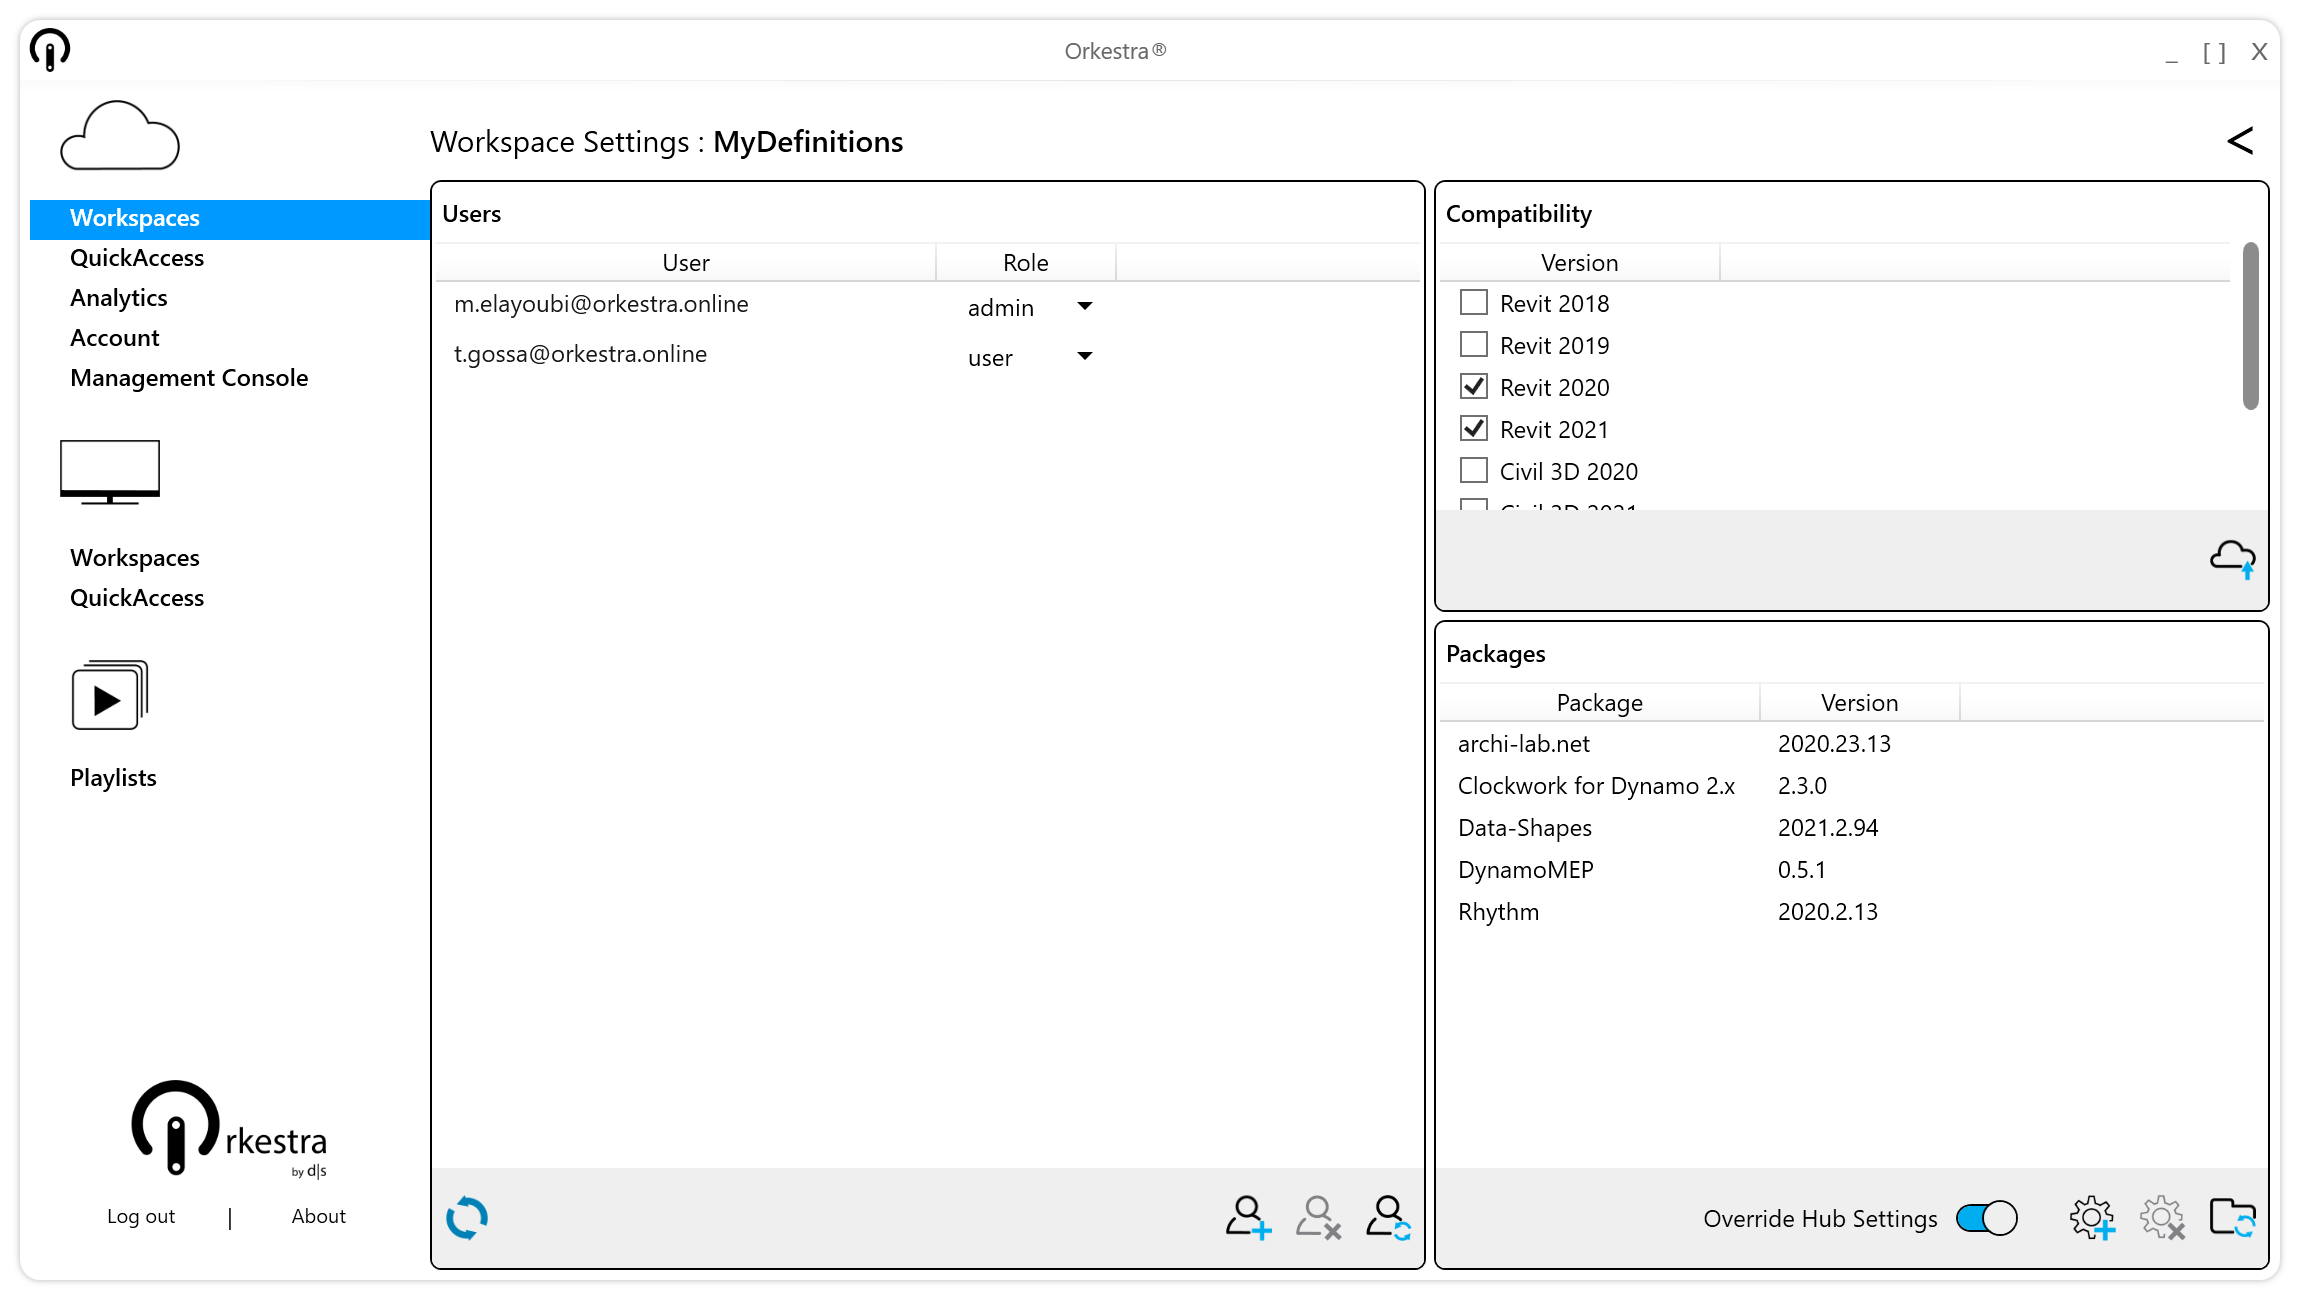 Orkestra®
_ [ ] X
Workspace Settings : MyDefinitions
<
Workspaces
QuickAccess
Analytics
Account
Management Console
Workspaces
QuickAccess
Playlists
rkestra
by d|s
Log out | About
Users
User Role
m.elayoubi@orkestra.online admin
t.gossa@orkestra.online user
Compatibility
Version
Revit 2018
Revit 2019
Revit 2020
Revit 2021
Civil 3D 2020
Civil 3D 2021
Packages
Package Version
archi-lab.net 2020.23.13
Clockwork for Dynamo 2.x 2.3.0
Data-Shapes 2021.2.94
DynamoMEP 0.5.1
Rhythm 2020.2.13
Override Hub Settings